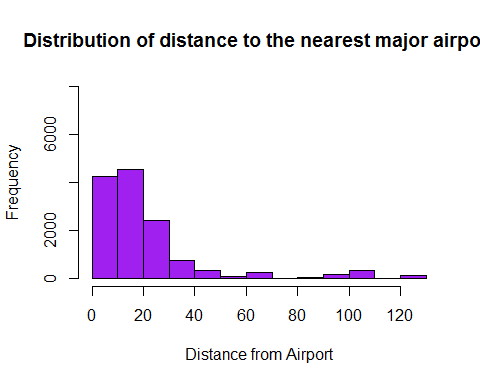 Distribution of distance to the nearest major airpo
Frequency
6000
2000
0
0 20 40 60 80 100 120
Distance from Airport